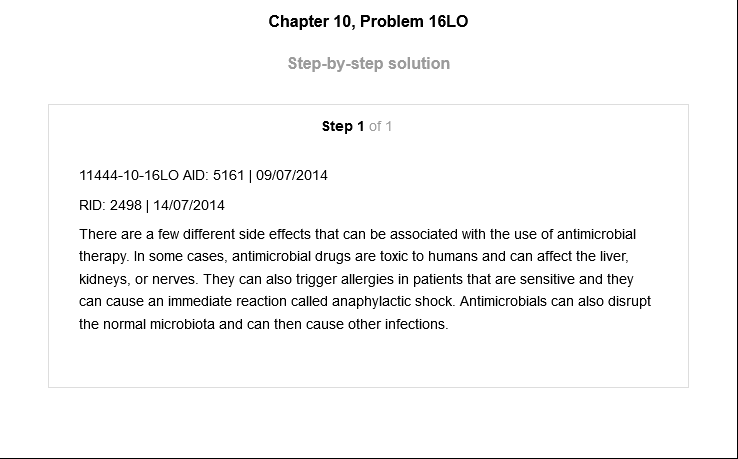 Chapter 10, Problem 16LO
Step-by-step solution
Step 1 of 1
11444-10-16LO AID: 5161 | 09/07/2014
RID: 2498 | 14/07/2014
There are a few different side effects that can be associated with the use of antimicrobial
therapy. In some cases, antimicrobial drugs are toxic to humans and can affect the liver,
kidneys, or nerves. They can also trigger allergies in patients that are sensitive and they
can cause an immediate reaction called anaphylactic shock. Antimicrobials can also disrupt
the normal microbiota and can then cause other infections.